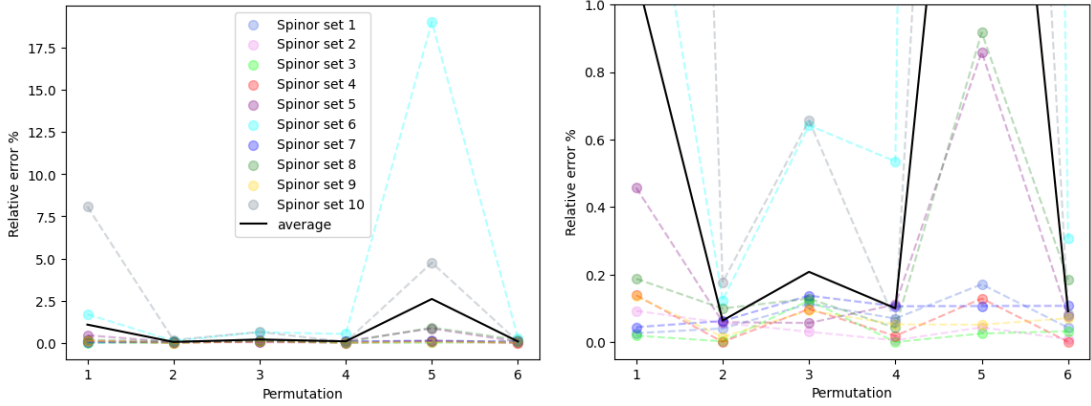 Relative error %
17.5
15.0
12.5
10.0
7.5
5.0
2.5
0.0
Spinor set 1
Spinor set 2
Spinor set 3
Spinor set 4
Spinor set 5
Spinor set 6
Spinor set 7
Spinor set 8
Spinor set 9
Spinor set 10
average
1 2 3 4 5 6
Permutation
Relative error %
1.0
0.8
0.6
0.4
0.2
0.0
1 2 3 4 5 6
Permutation